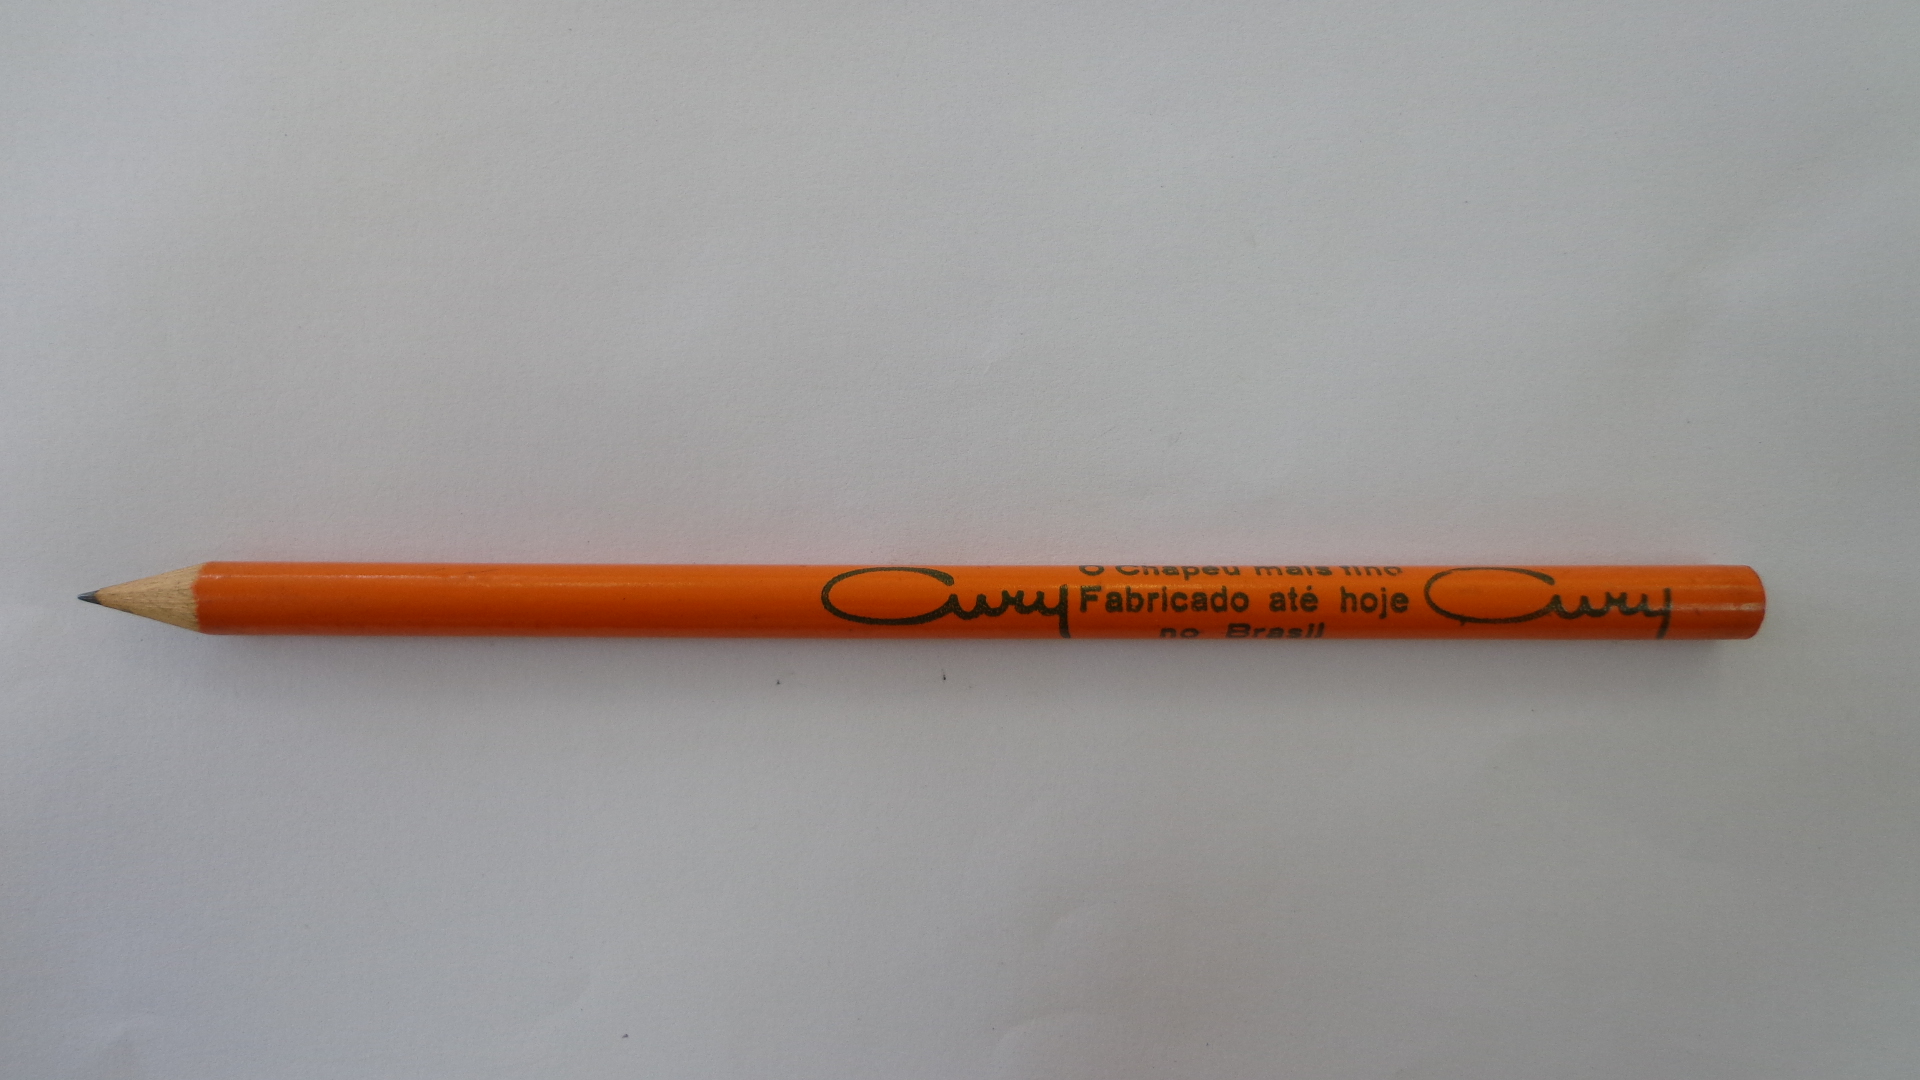 Cury
O Chapeu mais fino
Fabricado até hoje
no Brasil
Cury